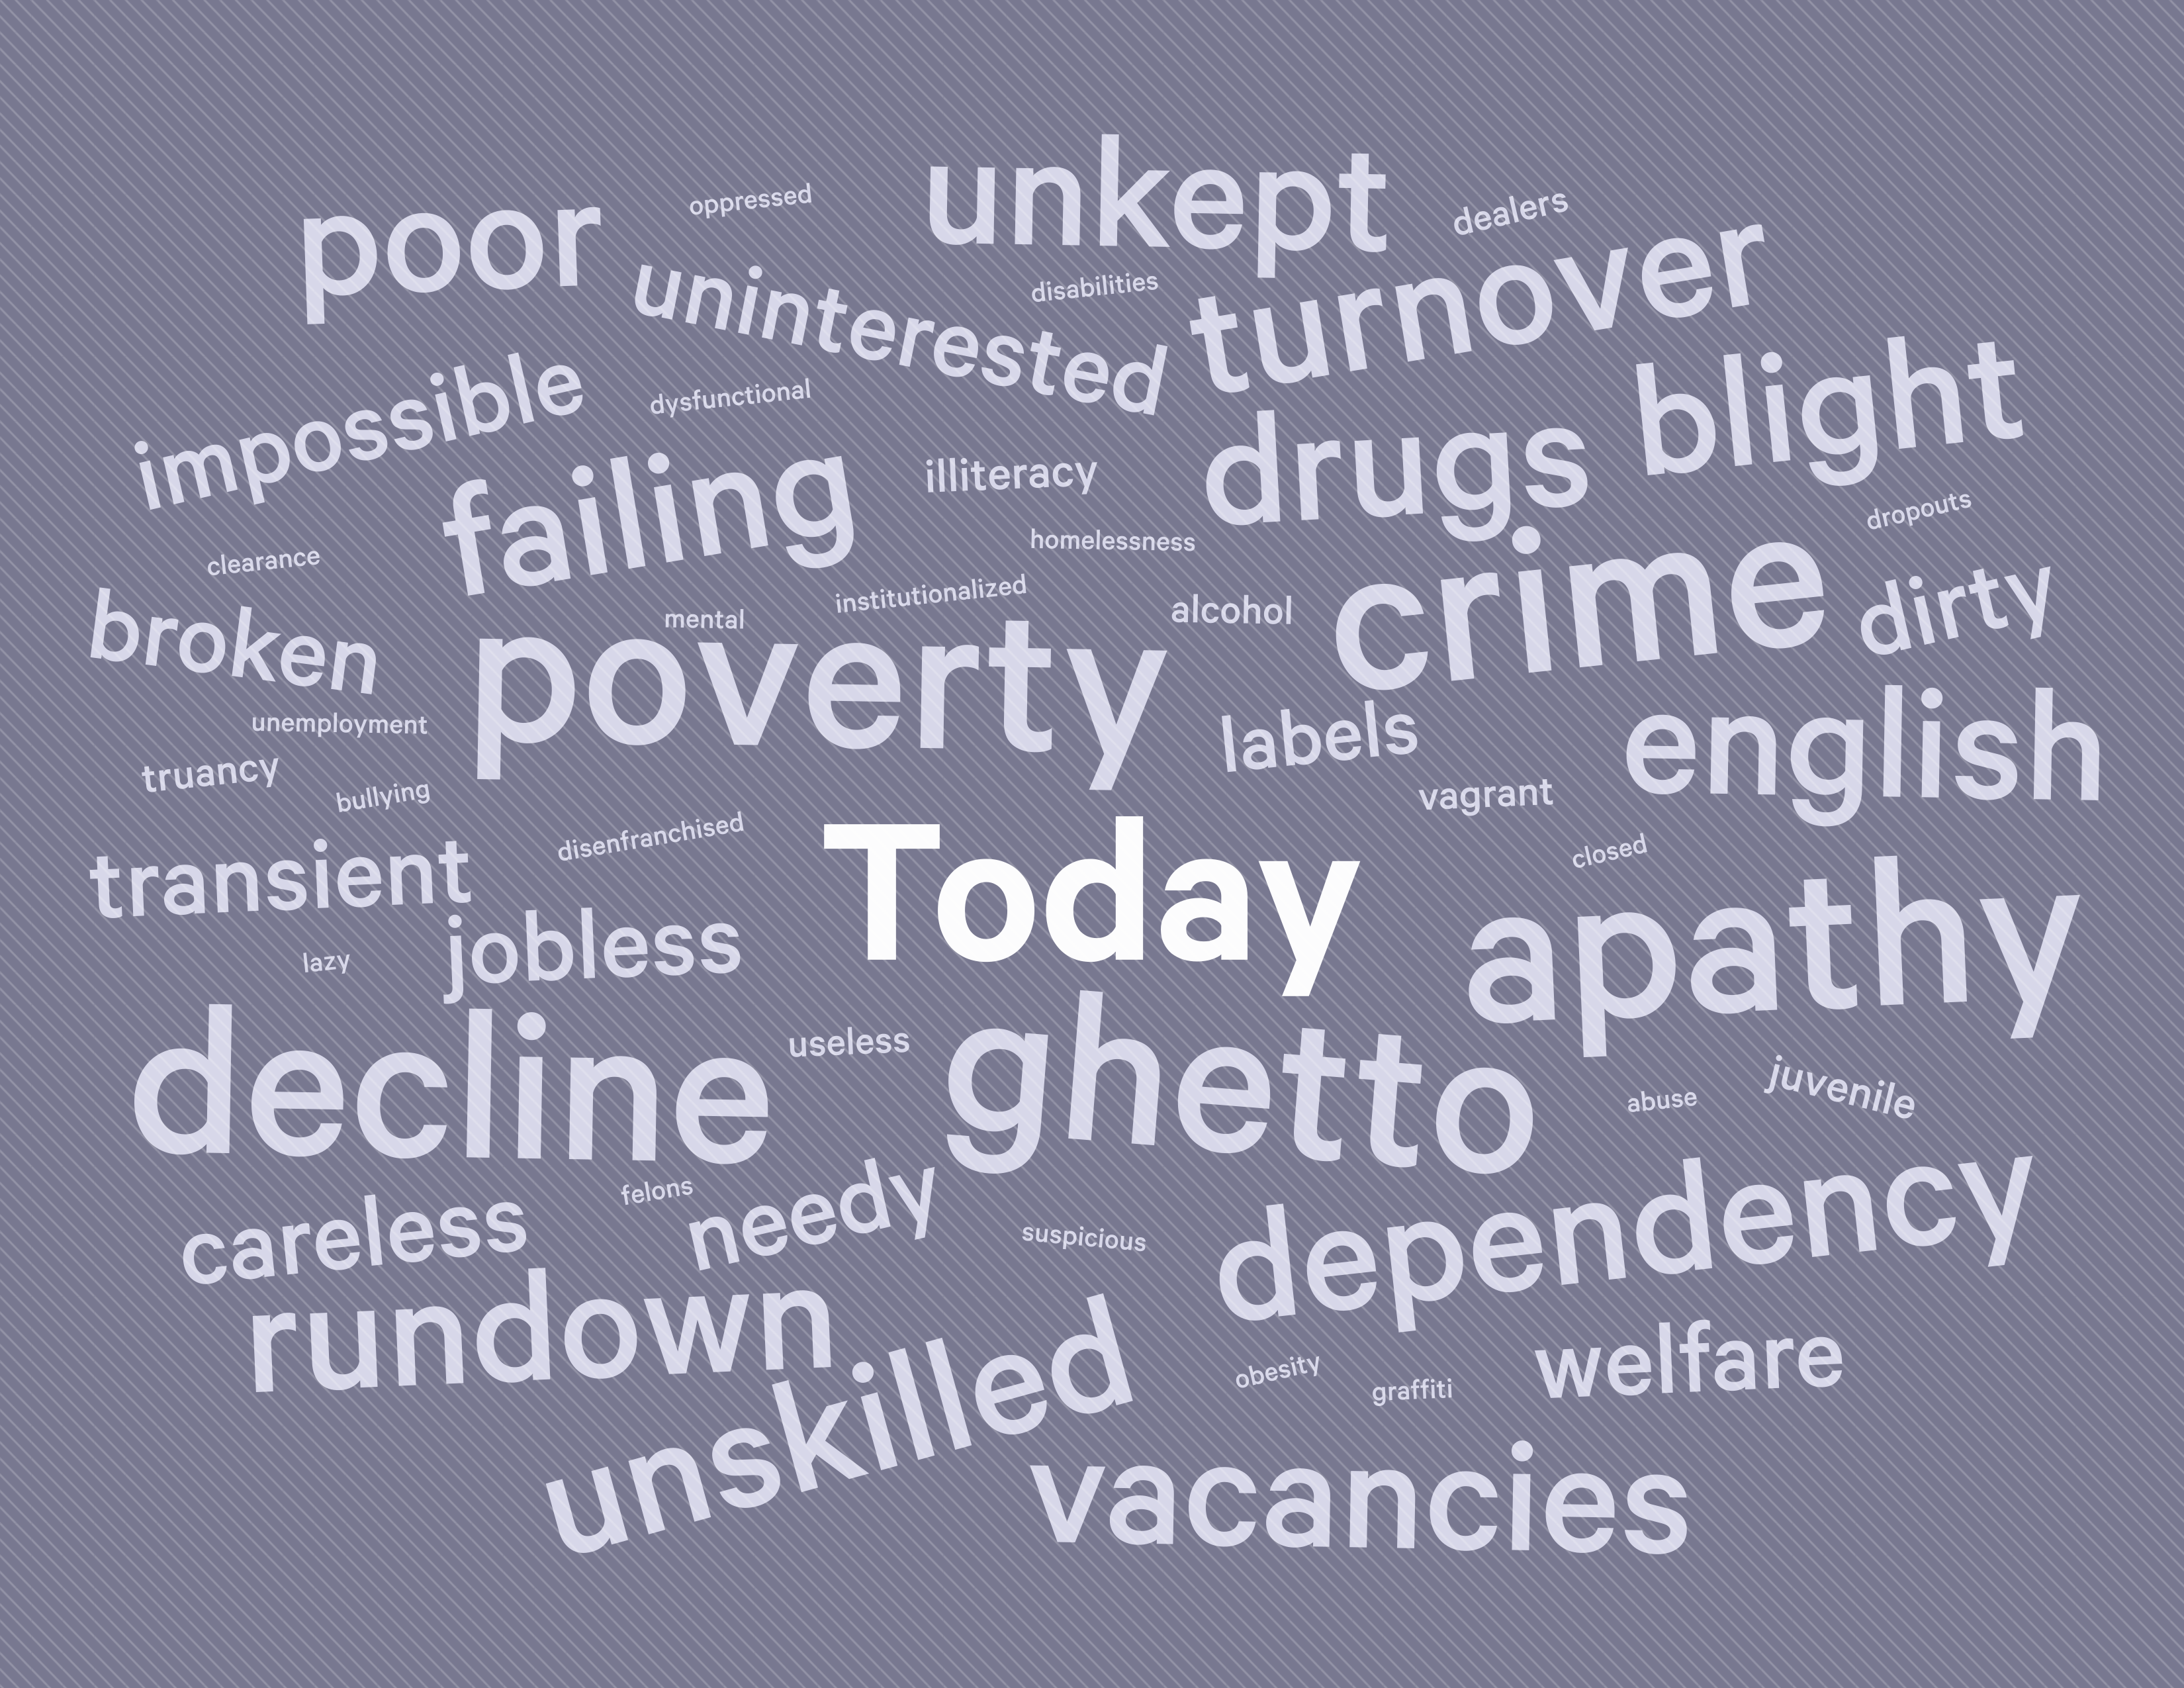 unkept
poor
oppressed
dealers
uninterested
disabilities
turnover
impossible
dysfunctional
blight
failing
illiteracy
drugs
dropouts
clearance
homelessness
crime
broken
mental
institutionalized
alcohol
dirty
poverty
unemployment
labels
english
truancy
bullying
vagrant
disenfranchised
closed
transient
Today
lazy
jobless
apathy
decline
useless
ghetto
abuse
juvenile
felons
careless
needy
suspicious
dependency
rundown
unskilled
obesity
graffiti
welfare
vacancies